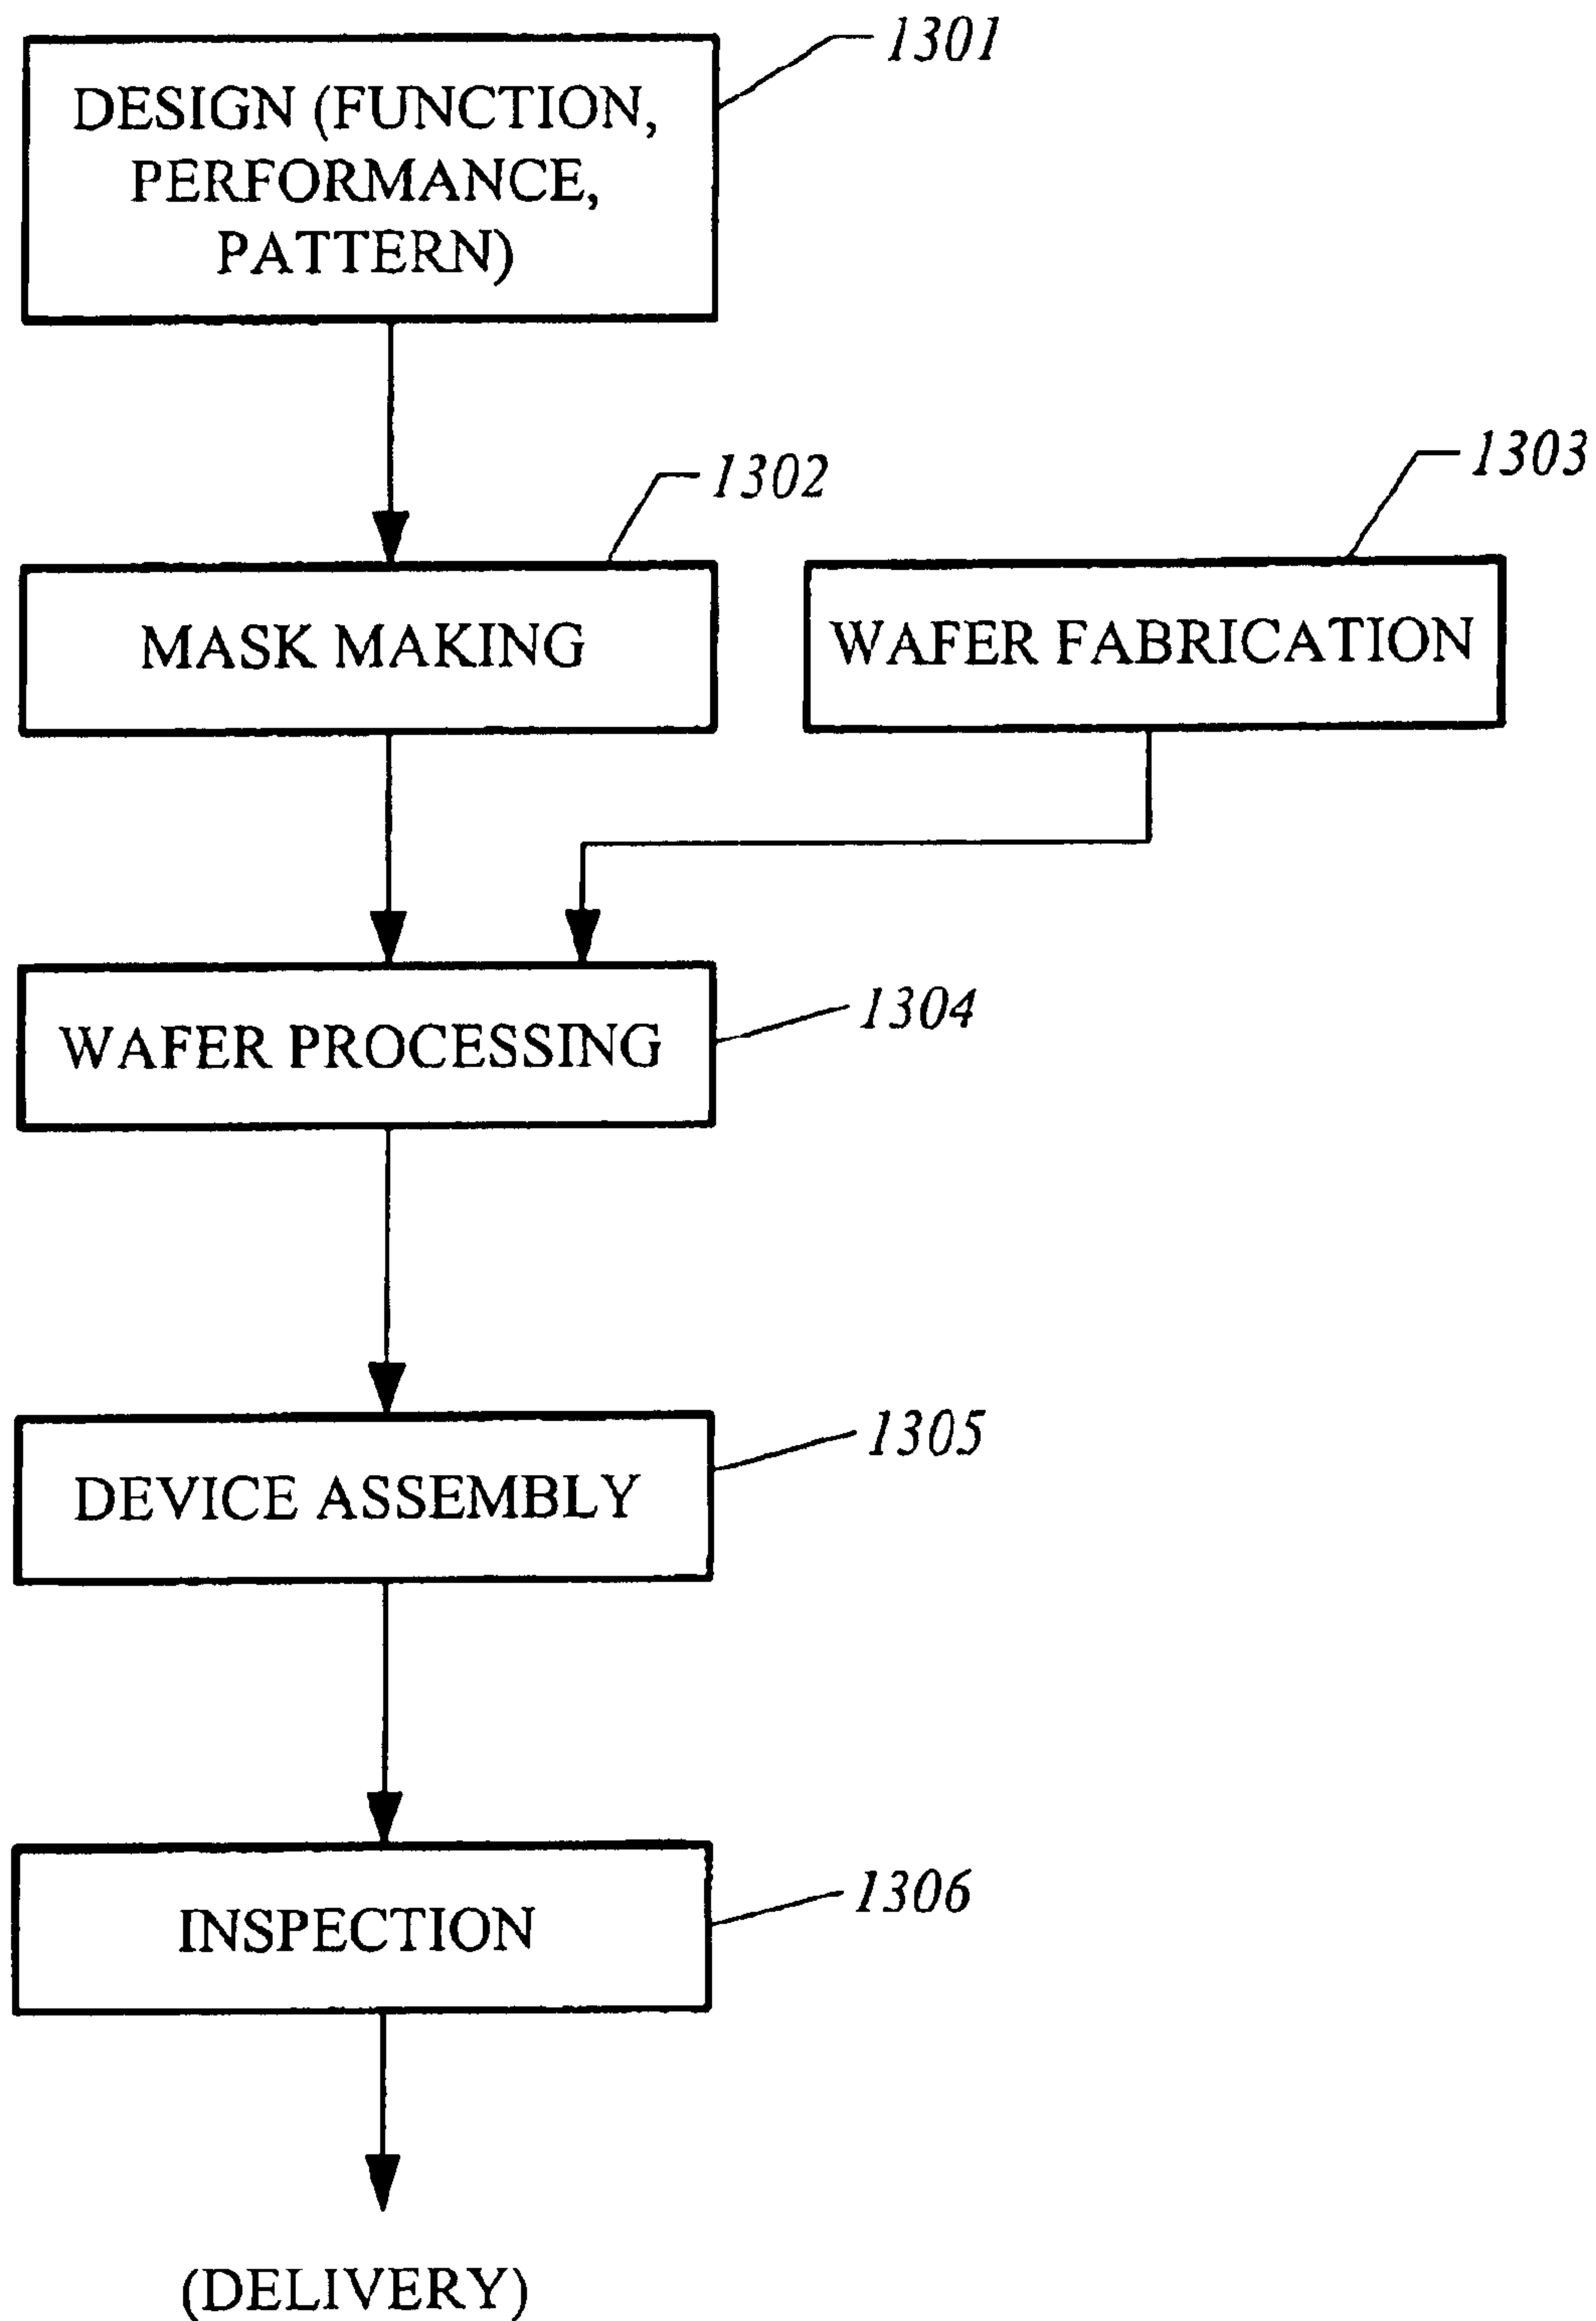 1301
DESIGN (FUNCTION,
PERFORMANCE,
PATTERN)
1302
1303
MASK MAKING
WAFER FABRICATION
1304
WAFER PROCESSING
1305
DEVICE ASSEMBLY
1306
INSPECTION
(DELIVERY)